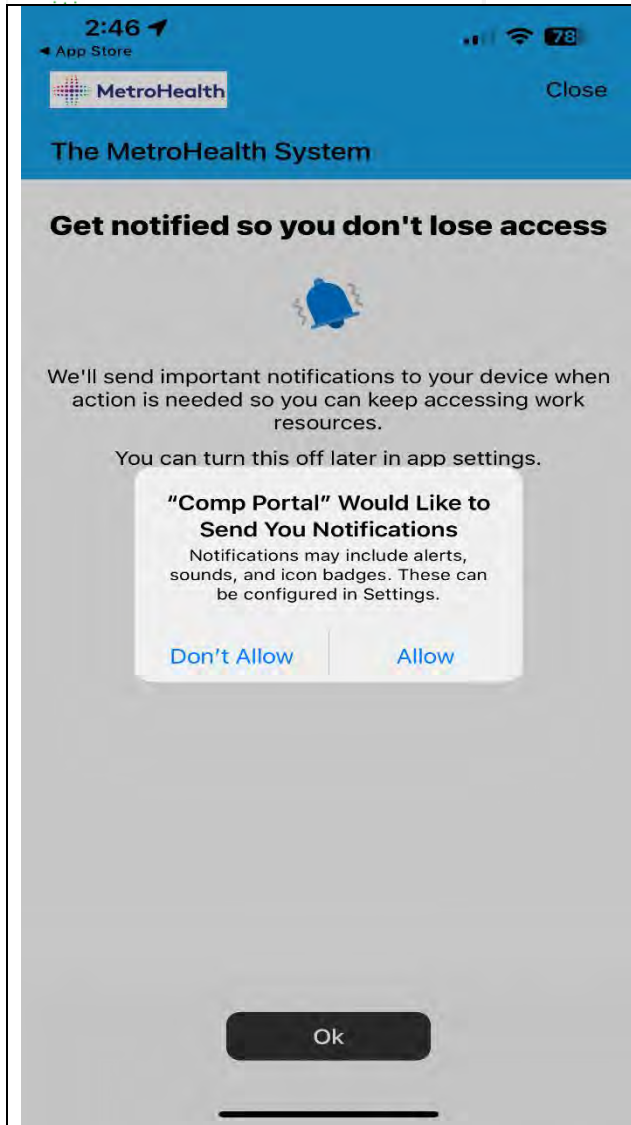 2:46
◄ App Store
78
MetroHealth
Close
The MetroHealth System
Get notified so you don't lose access
We'll send important notifications to your device when
action is needed so you can keep accessing work
resources.
You can turn this off later in app settings.
“Comp Portal” Would Like to
Send You Notifications
Notifications may include alerts,
sounds, and icon badges. These can
be configured in Settings.
Don’t Allow
Allow
Ok